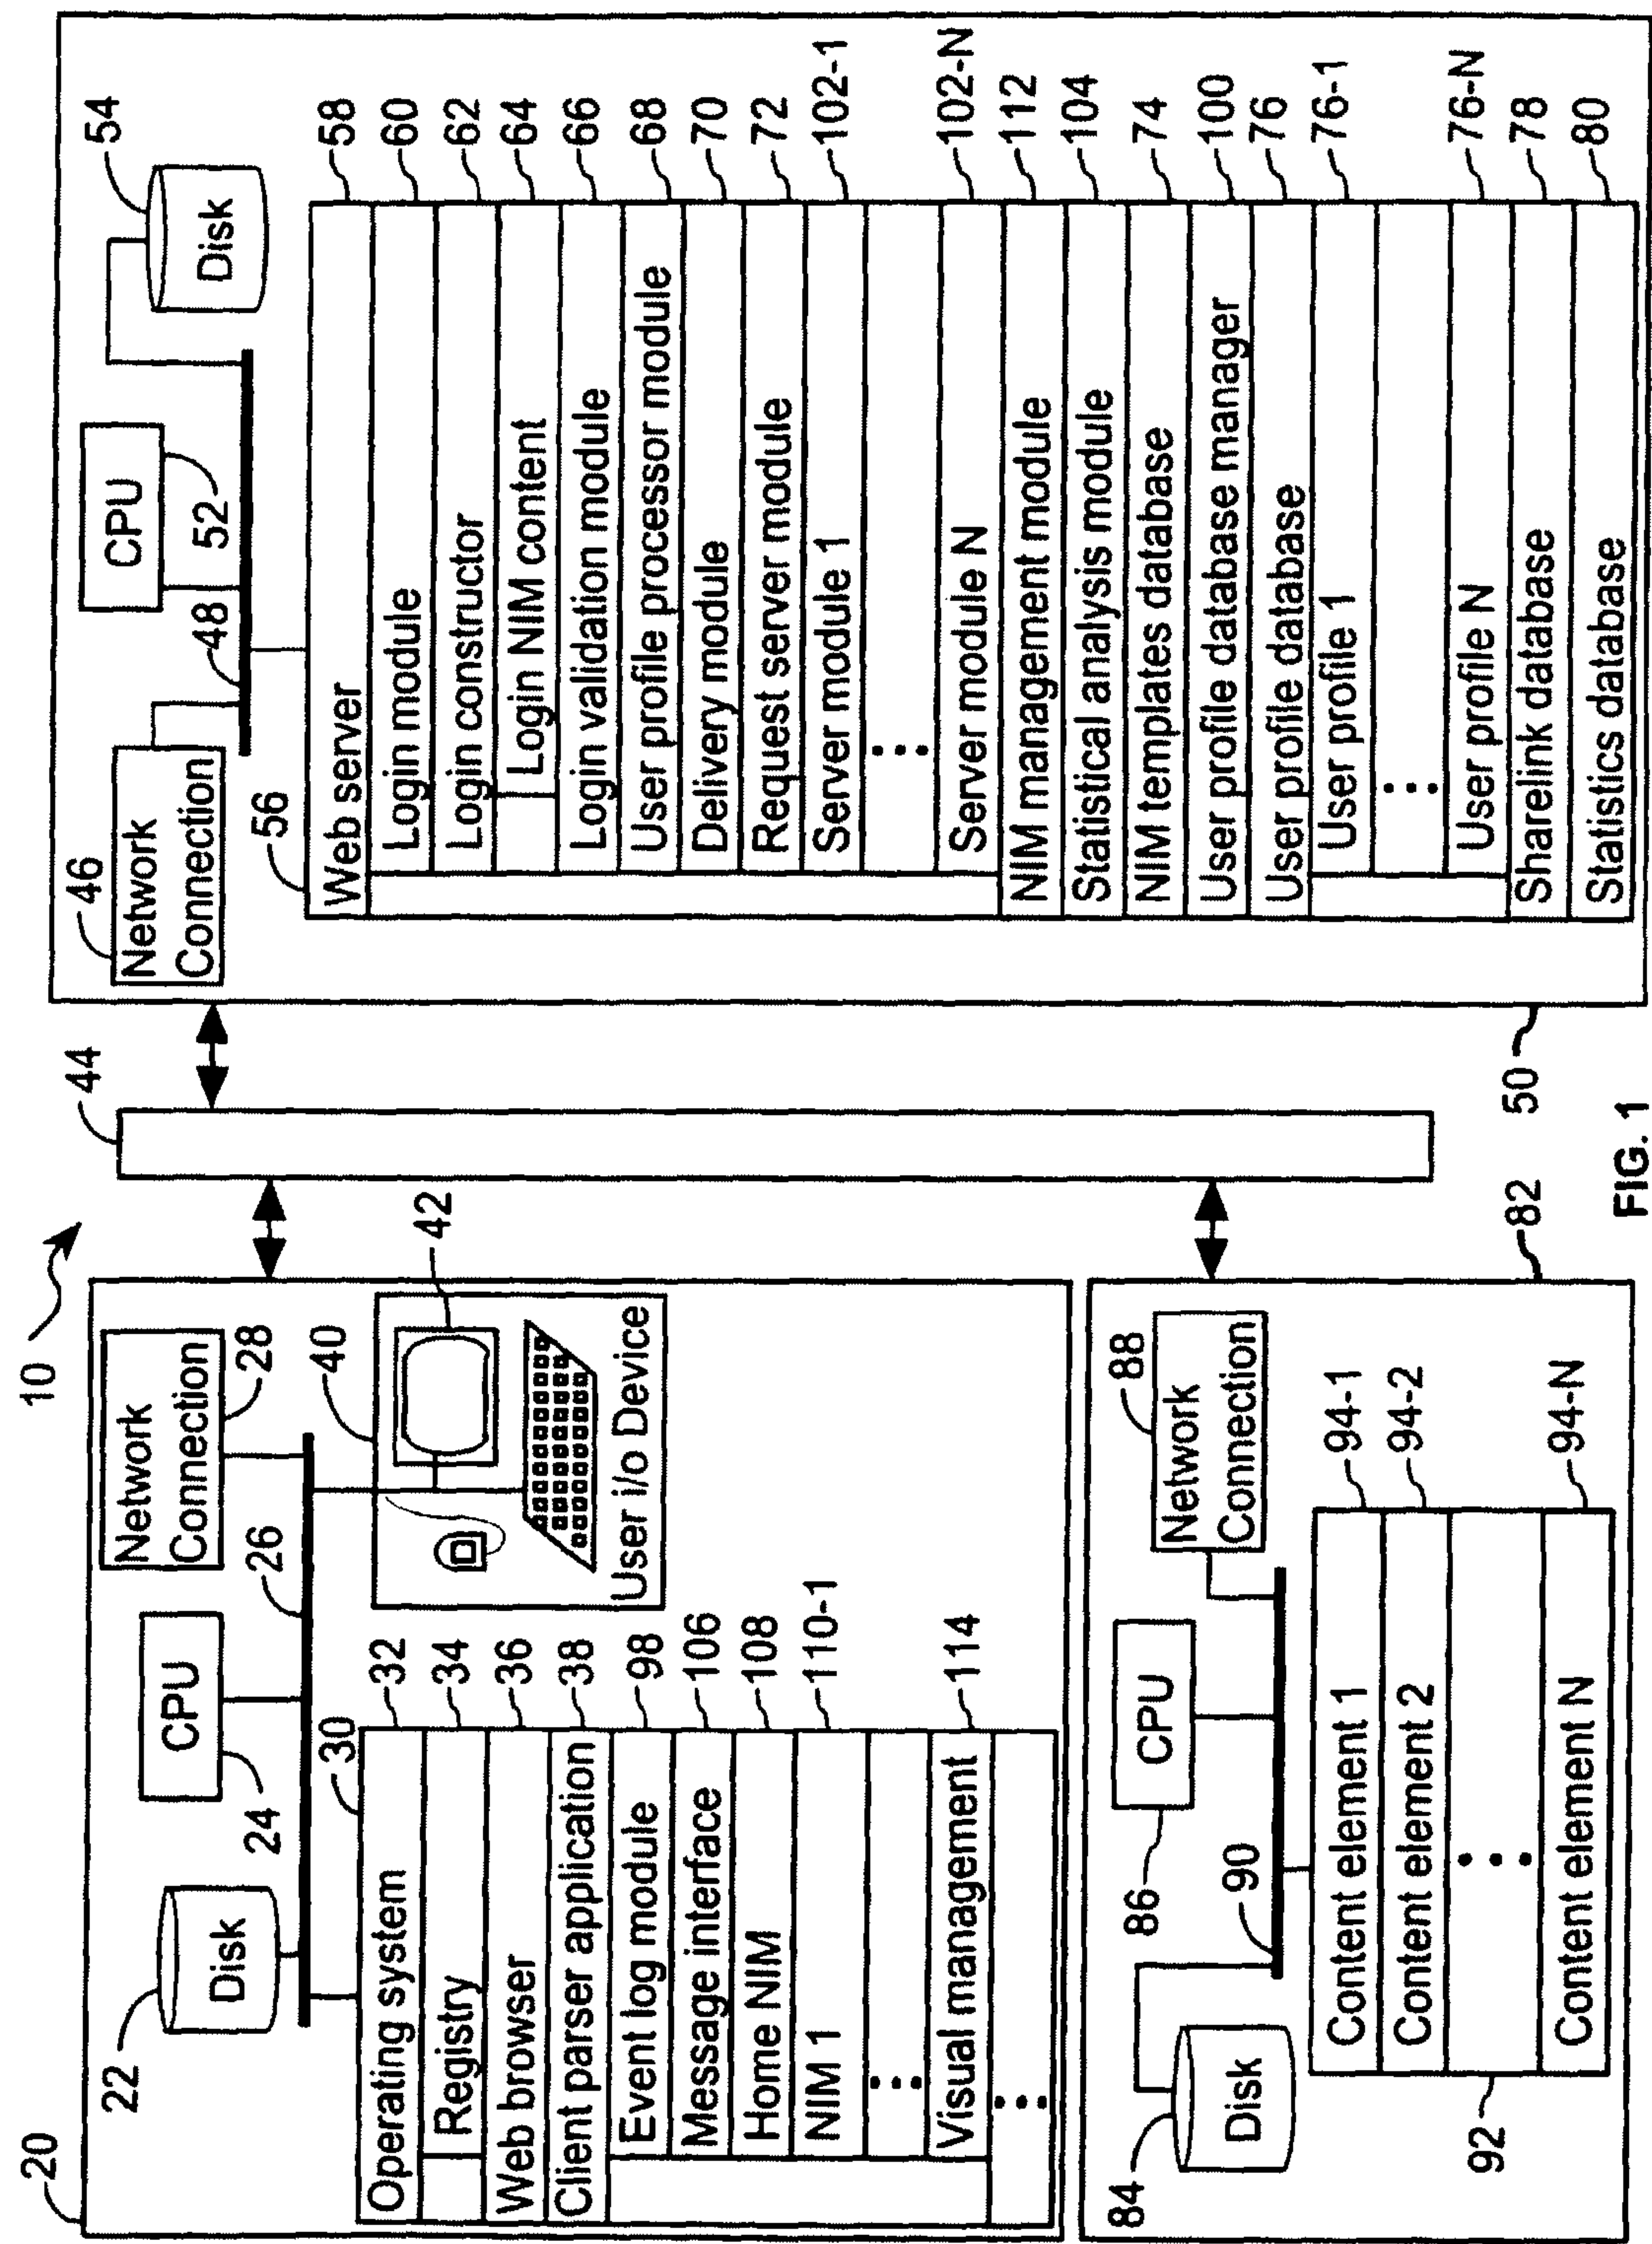 10
20
22
Disk
24
CPU
26
Network
Connection
28
30
Operating system
32
Registry
34
Web browser
36
Client parser application
38
Event log module
98
Message interface
106
Home NIM
108
NIM 1
110-1
...
Visual management
114
...
40
42
User i/o Device
44
46
Network
Connection
48
CPU
52
Disk
54
56
Web server
58
Login module
60
Login constructor
62
Login NIM content
64
Login validation module
66
User profile processor module
68
Delivery module
70
Request server module
72
Server module 1
102-1
...
Server module N
102-N
NIM management module
112
Statistical analysis module
104
NIM templates database
74
User profile database manager
100
User profile database
76
User profile 1
76-1
...
User profile N
76-N
Sharelink database
78
Statistics database
80
50
82
84
Disk
86
CPU
88
Network
Connection
90
92
Content element 1
94-1
Content element 2
94-2
...
Content element N
94-N
FIG. 1